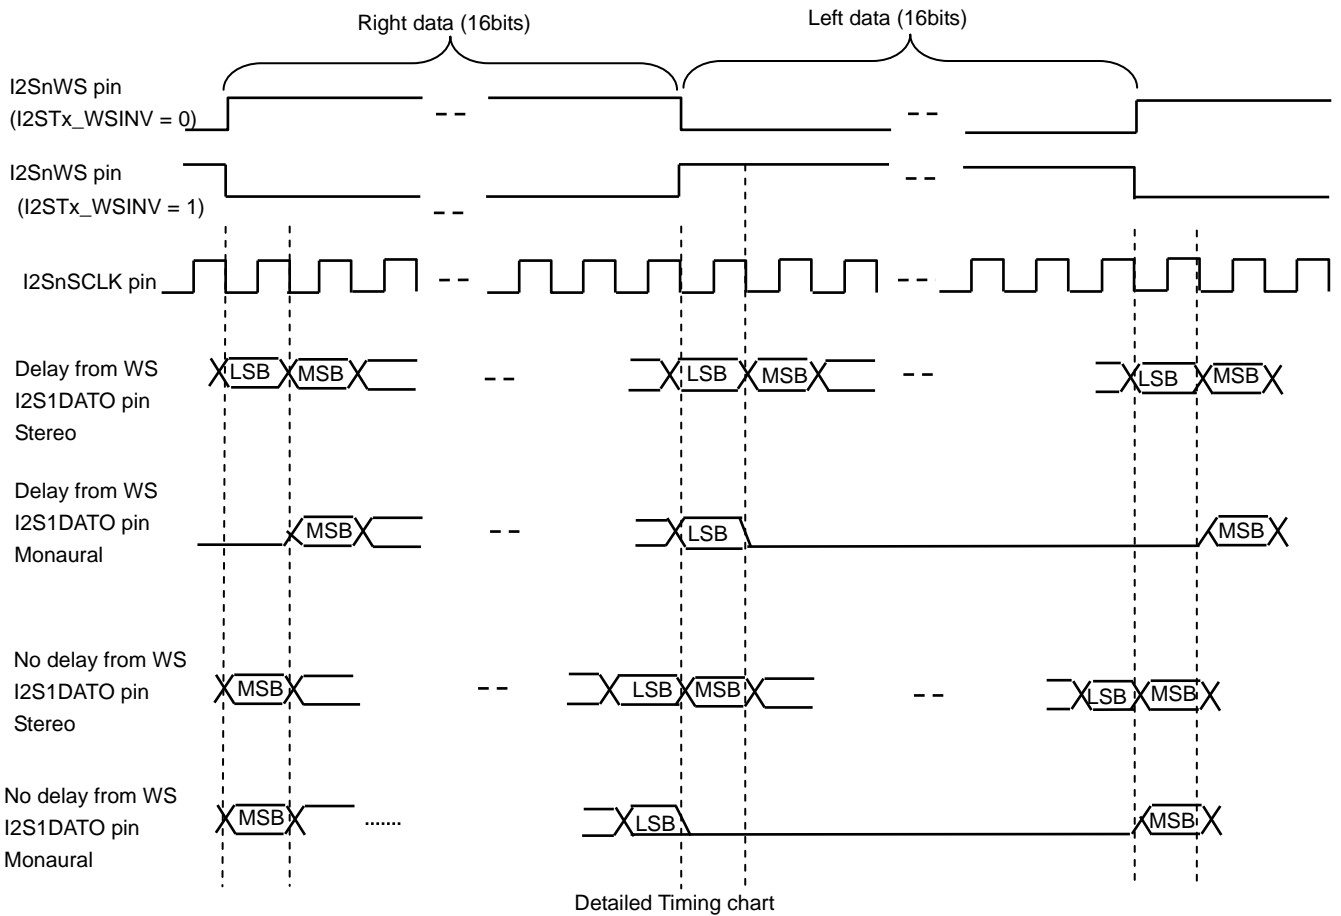 Right data (16bits)
Left data (16bits)
I2SnWS pin
(I2STx_WSINV = 0)
I2SnWS pin
(I2STx_WSINV = 1)
I2SnSCLK pin
Delay from WS
I2S1DATO pin
Stereo
LSB MSB LSB MSB LSB MSB
Delay from WS
I2S1DATO pin
Monaural
MSB LSB MSB
No delay from WS
I2S1DATO pin
Stereo
MSB LSB MSB LSB MSB
No delay from WS
I2S1DATO pin
Monaural
MSB ....... LSB MSB
Detailed Timing chart